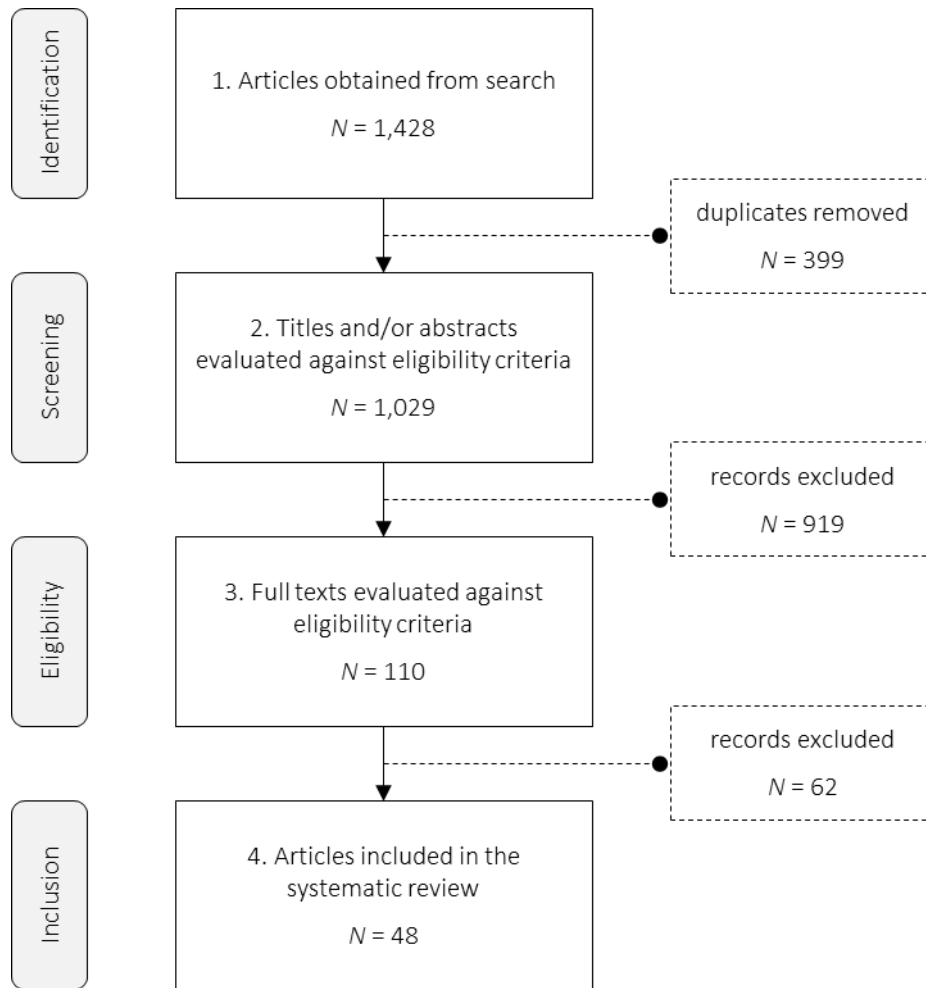 Identification
1. Articles obtained from search
N = 1,428
duplicates removed
N = 399
Screening
2. Titles and/or abstracts
evaluated against eligibility criteria
N = 1,029
records excluded
N = 919
Eligibility
3. Full texts evaluated against
eligibility criteria
N = 110
records excluded
N = 62
Inclusion
4. Articles included in the
systematic review
N = 48